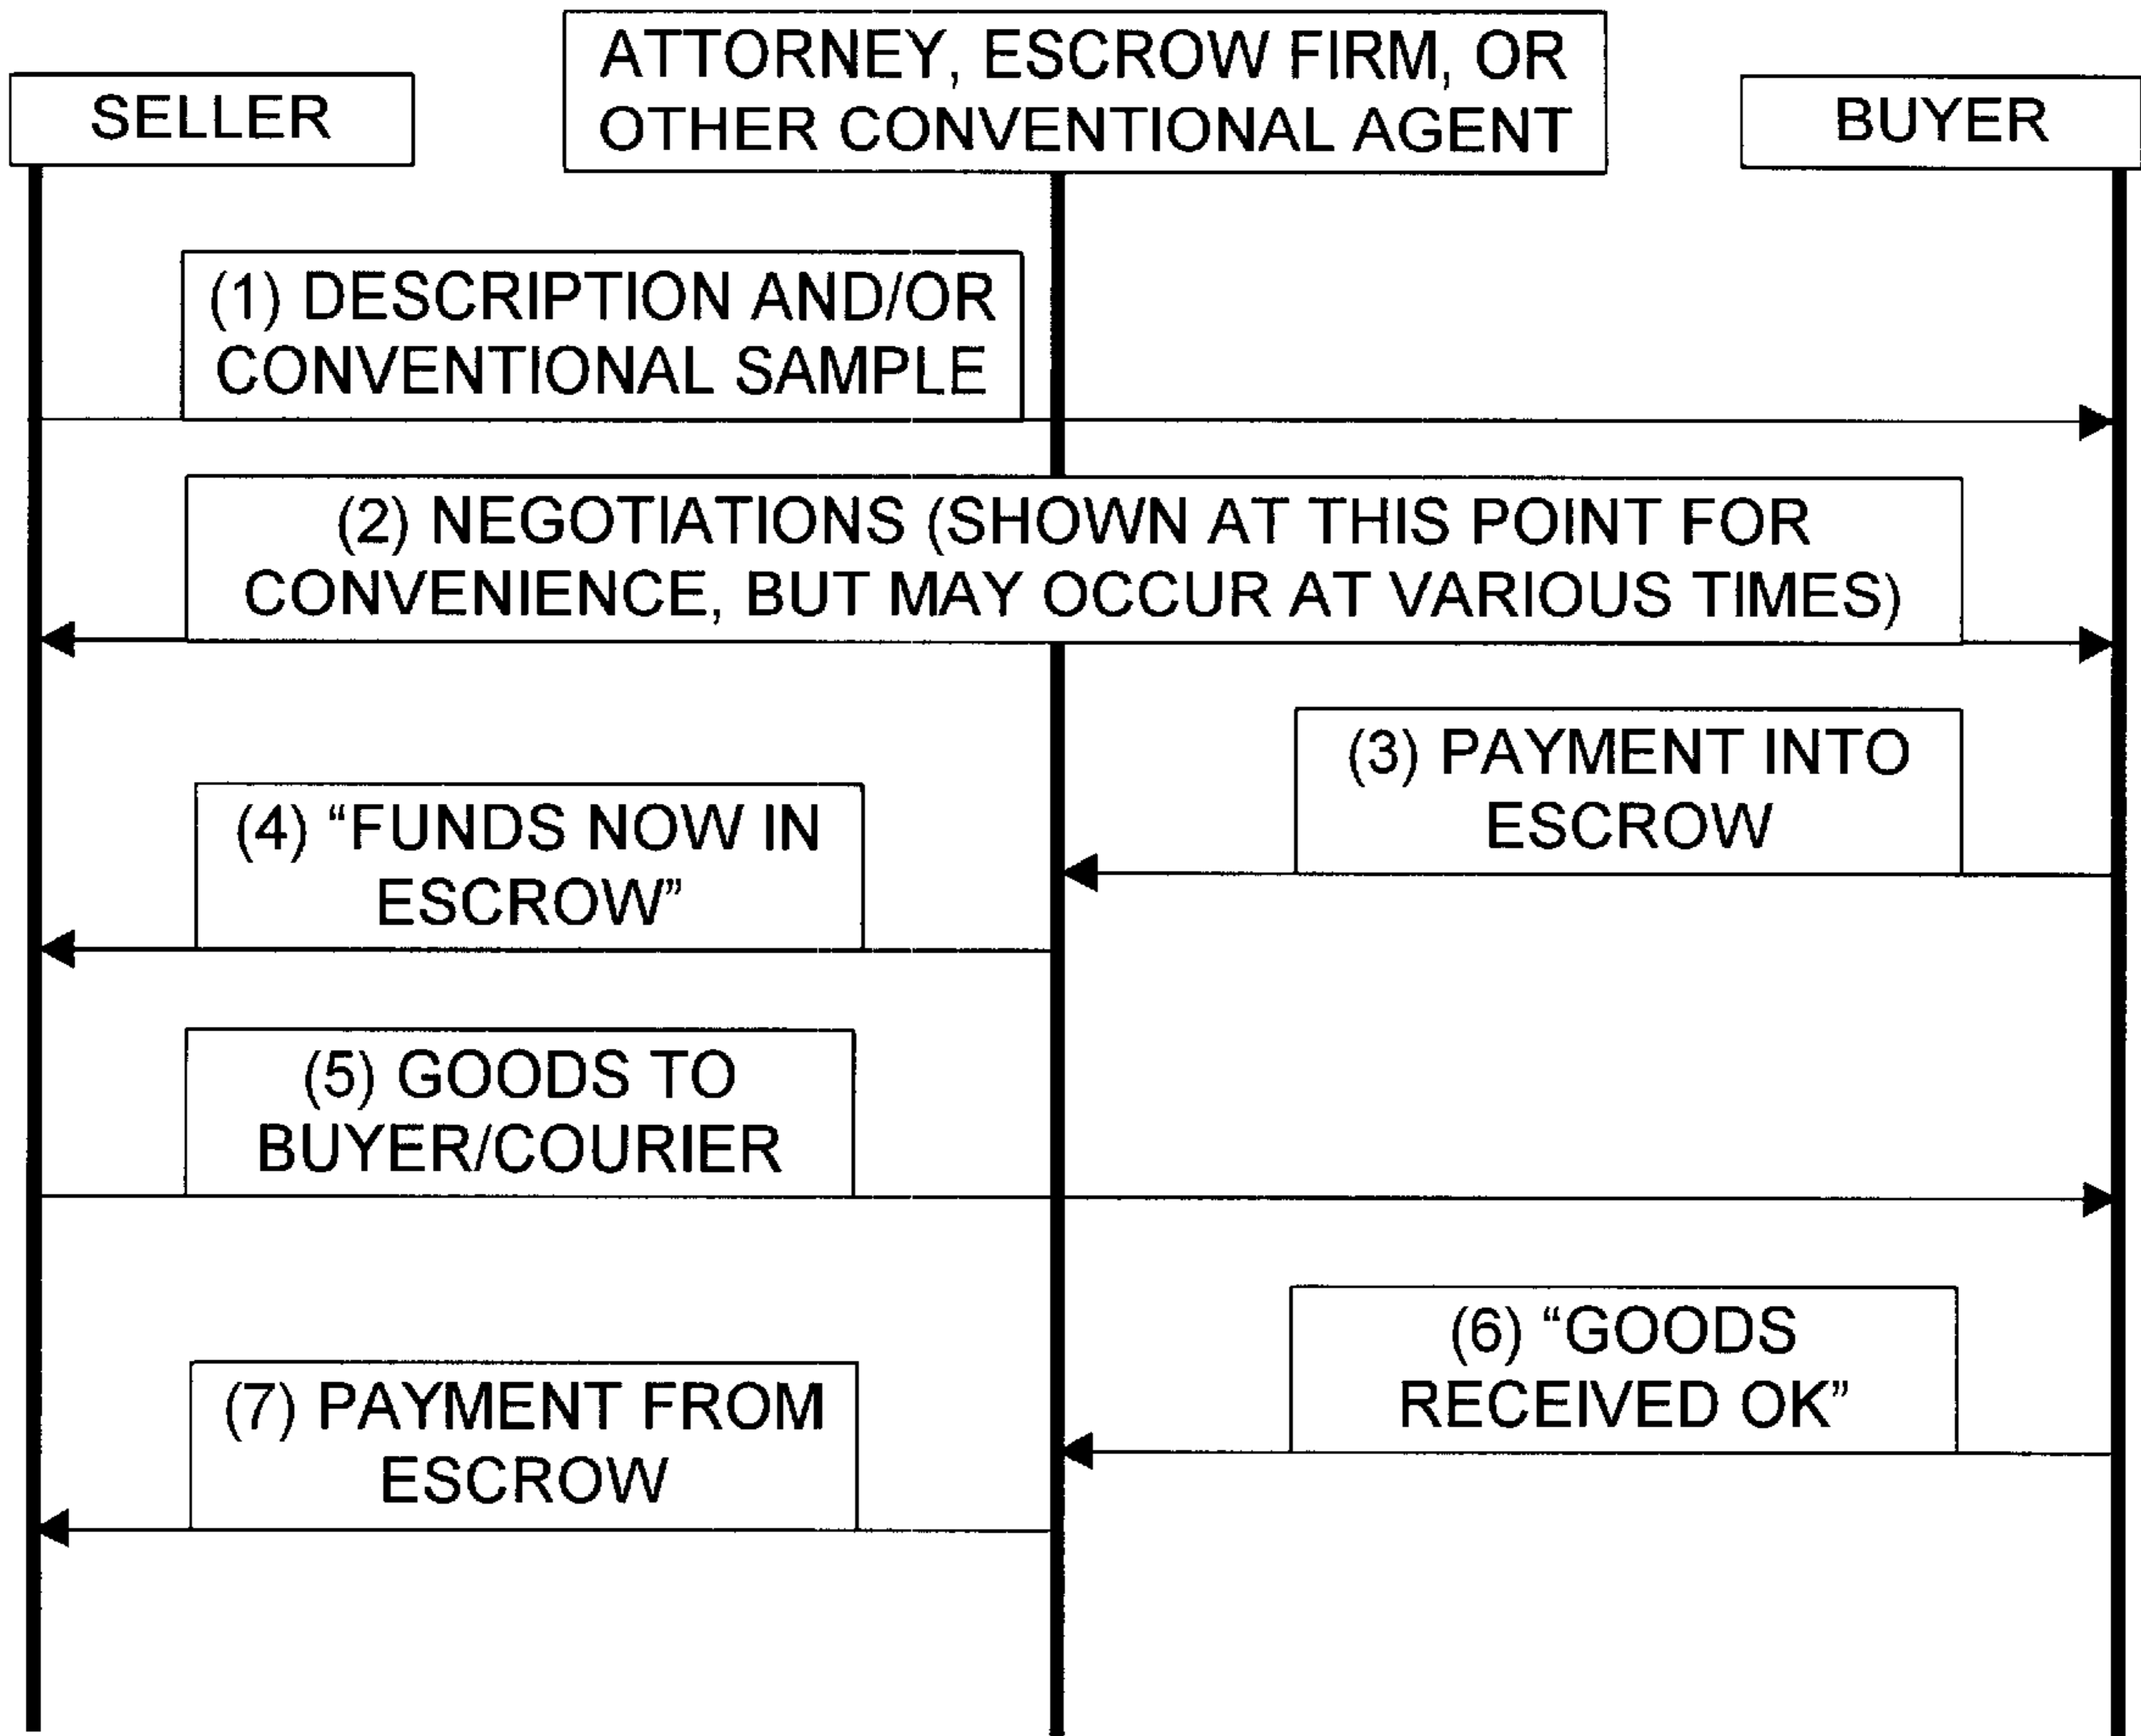 SELLER
ATTORNEY, ESCROW FIRM, OR
OTHER CONVENTIONAL AGENT
BUYER
(1) DESCRIPTION AND/OR
CONVENTIONAL SAMPLE
(2) NEGOTIATIONS (SHOWN AT THIS POINT FOR
CONVENIENCE, BUT MAY OCCUR AT VARIOUS TIMES)
(3) PAYMENT INTO
ESCROW
(4) “FUNDS NOW IN
ESCROW”
(5) GOODS TO
BUYER/COURIER
(6) “GOODS
RECEIVED OK”
(7) PAYMENT FROM
ESCROW